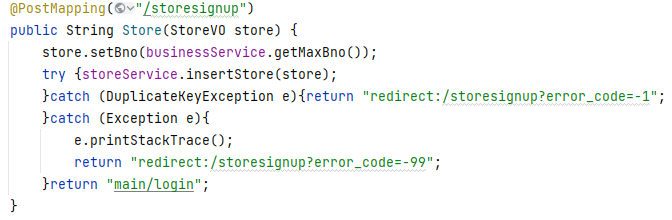 @PostMapping("/storesignup")
public String Store(StoreVO store) {
    store.setBno(businessService.getMaxBno());
    try {storeService.insertStore(store);
    }catch (DuplicateKeyException e){return "redirect:/storesignup?error_code=-1";
    }catch (Exception e){
        e.printStackTrace();
        return "redirect:/storesignup?error_code=-99";
    }return "main/login";
}